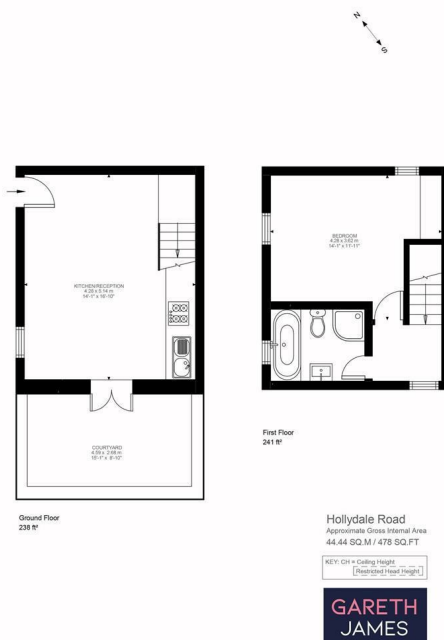 N
S
KITCHEN/RECEPTION
4.28 x 5.14 m
14'-1" x 16'-10"
COURTYARD
4.59 x 2.68 m
15'-1" x 8'-10"
Ground Floor
238 ft²
BEDROOM
4.28 x 3.62 m
14'-1" x 11'-11"
First Floor
241 ft²
Hollydale Road
Approximate Gross Internal Area
44.44 SQ.M / 478 SQ.FT
KEY: CH = Ceiling Height
Restricted Head Height
GARETH
JAMES